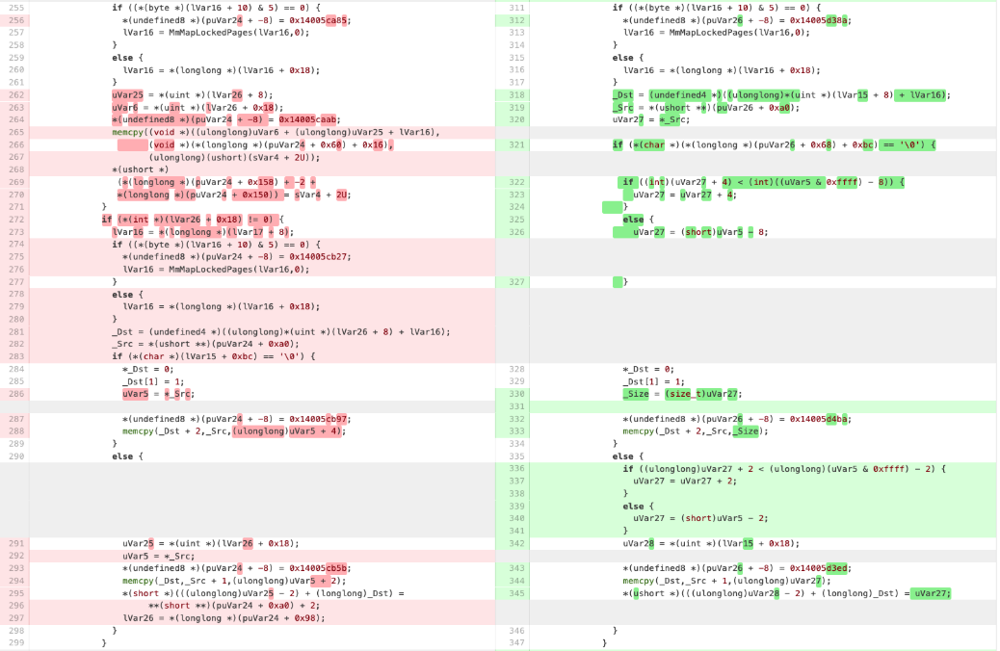 255 if ((*(byte *)(lVar16 + 10) & 5) == 0) {
256 *(undefined8 *)(puVar24 + -8) = 0x14005ca85;
257 lVar16 = MmMapLockedPages(lVar16,0);
258 }
259 else {
260 lVar16 = *(longlong *)(lVar16 + 0x18);
261 }
262 uVar25 = *(uint *)(lVar26 + 8);
263 uVar6 = *(uint *)(lVar26 + 0x18);
264 *(undefined8 *)(puVar24 + -8) = 0x14005caab;
265 memcpy((void *)((ulonglong)uVar6 + (ulonglong)uVar25 + lVar16),
266 (void *)(*(longlong *)(puVar24 + 0x60) + 0x16),
267 (ulonglong)(ushort)(sVar4 + 2U));
268 *(ushort *)
269 (*(longlong *)(puVar24 + 0x158) + -2 +
270 *(longlong *)(puVar24 + 0x150)) = sVar4 + 2U;
271 }
272 if (*(int *)(lVar26 + 0x18) != 0) {
273 lVar16 = *(longlong *)(lVar17 + 8);
274 if ((*(byte *)(lVar16 + 10) & 5) == 0) {
275 *(undefined8 *)(puVar24 + -8) = 0x14005cb27;
276 lVar16 = MmMapLockedPages(lVar16,0);
277 }
278 else {
279 lVar16 = *(longlong *)(lVar16 + 0x18);
280 }
281 _Dst = (undefined4 *)((ulonglong)*(uint *)(lVar26 + 8) + lVar16);
282 _Src = *(ushort **)(puVar24 + 0xa0);
283 if (*(char *)(lVar15 + 0xbc) == '\0') {
284 *_Dst = 0;
285 _Dst[1] = 1;
286 uVar5 = *_Src;
287 *(undefined8 *)(puVar24 + -8) = 0x14005cb97;
288 memcpy(_Dst + 2,_Src,(ulonglong)uVar5 + 4);
289 }
290 else {
291 uVar25 = *(uint *)(lVar26 + 0x18);
292 uVar5 = *_Src;
293 *(undefined8 *)(puVar24 + -8) = 0x14005cb5b;
294 memcpy(_Dst,_Src + 1,(ulonglong)uVar5 + 2);
295 *(short *)(((ulonglong)uVar25 - 2) + (longlong)_Dst) =
296 **(short **)(puVar24 + 0xa0) + 2;
297 lVar26 = *(longlong *)(puVar24 + 0x98);
298 }
299 }
311 if ((*(byte *)(lVar16 + 10) & 5) == 0) {
312 *(undefined8 *)(puVar26 + -8) = 0x14005d38a;
313 lVar16 = MmMapLockedPages(lVar16,0);
314 }
315 else {
316 lVar16 = *(longlong *)(lVar16 + 0x18);
317 }
318 _Dst = (undefined4 *)((ulonglong)*(uint *)(lVar15 + 8) + lVar16);
319 _Src = *(ushort **)(puVar26 + 0xa0);
320 uVar27 = *_Src;
321 if (*(char *)(*(longlong *)(puVar26 + 0x68) + 0xbc) == '\0') {
322 if ((int)(uVar27 + 4) < (int)((uVar5 & 0xffff) - 8)) {
323 uVar27 = uVar27 + 4;
324 }
325 else {
326 uVar27 = (short)uVar5 - 8;
327 }
328 *_Dst = 0;
329 _Dst[1] = 1;
330 _Size = (size_t)uVar27;
331
332 *(undefined8 *)(puVar26 + -8) = 0x14005d4ba;
333 memcpy(_Dst + 2,_Src,_Size);
334 }
335 else {
336 if ((ulonglong)uVar27 + 2 < (ulonglong)(uVar5 & 0xffff) - 2) {
337 uVar27 = uVar27 + 2;
338 }
339 else {
340 uVar27 = (short)uVar5 - 2;
341 }
342 uVar28 = *(uint *)(lVar15 + 0x18);
343 *(undefined8 *)(puVar26 + -8) = 0x14005d3ed;
344 memcpy(_Dst,_Src + 1,(ulonglong)uVar27);
345 *(ushort *)(((ulonglong)uVar28 - 2) + (longlong)_Dst) = uVar27;
346 }
347 }